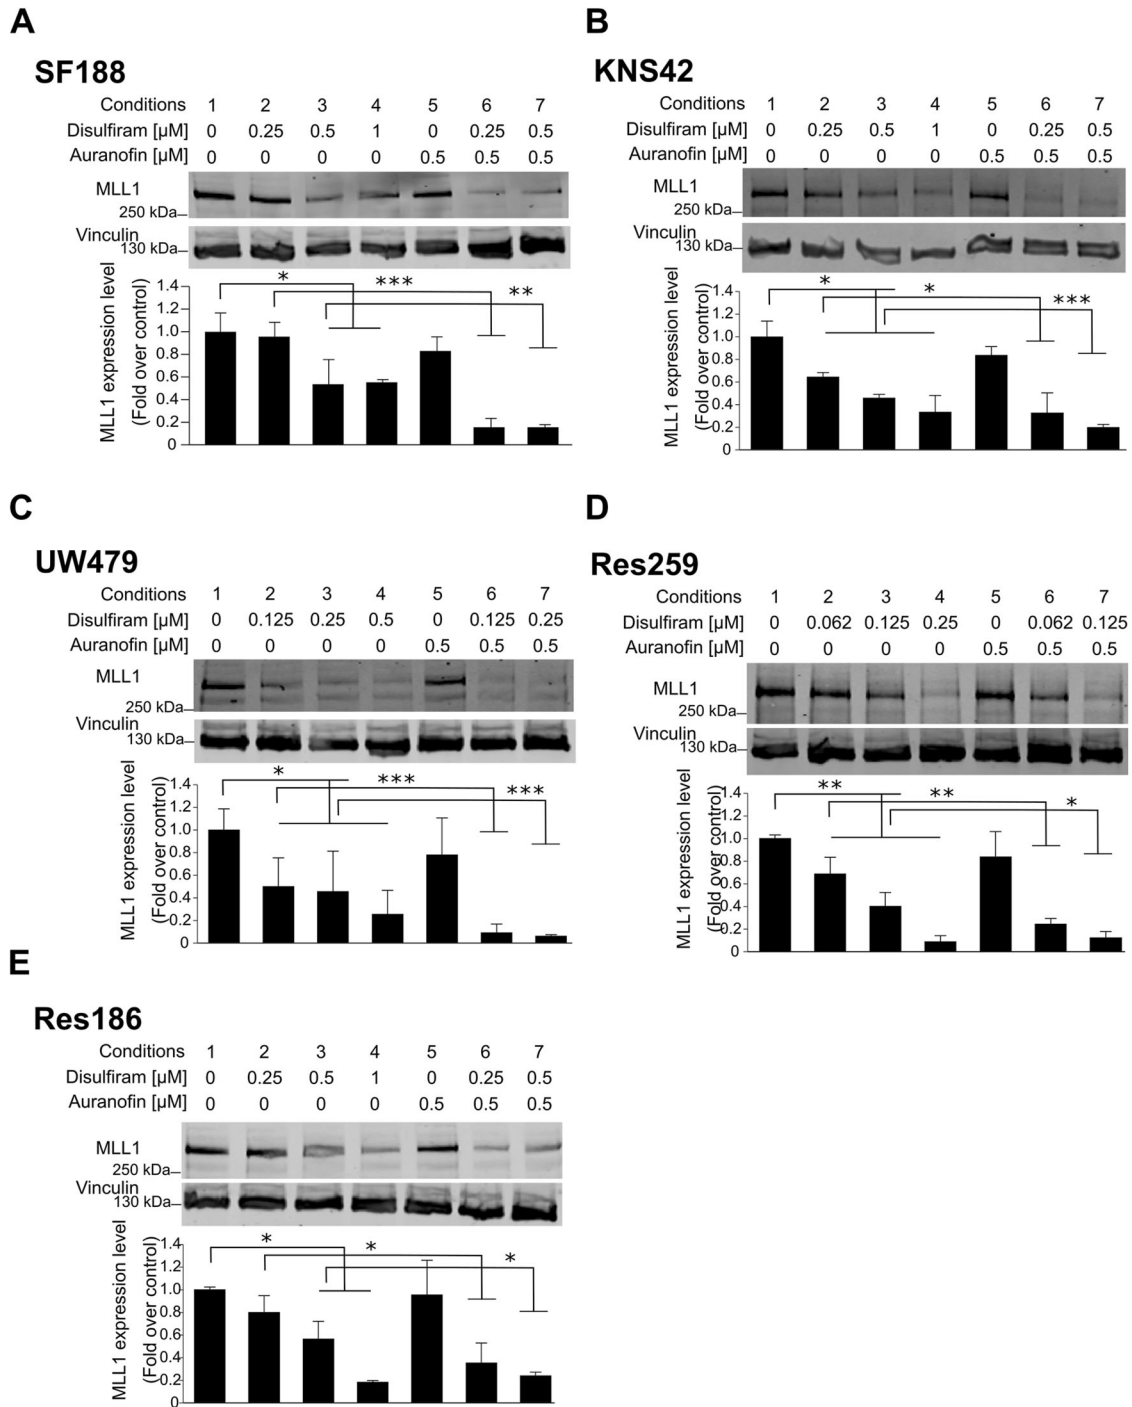 A
SF188
Conditions 1 2 3 4 5 6 7
Disulfiram [µM] 0 0.25 0.5 1 0 0.25 0.5
Auranofin [µM] 0 0 0 0 0.5 0.5 0.5
MLL1
250 kDa
Vinculin
130 kDa
MLL1 expression level
(Fold over control)
1.4
1.2
1.0
0.8
0.6
0.4
0.2
0
* *** **
B
KNS42
Conditions 1 2 3 4 5 6 7
Disulfiram [µM] 0 0.25 0.5 1 0 0.25 0.5
Auranofin [µM] 0 0 0 0 0.5 0.5 0.5
MLL1
250 kDa
Vinculin
130 kDa
MLL1 expression level
(Fold over control)
1.4
1.2
1.0
0.8
0.6
0.4
0.2
0
* * ***
C
UW479
Conditions 1 2 3 4 5 6 7
Disulfiram [µM] 0 0.125 0.25 0.5 0 0.125 0.25
Auranofin [µM] 0 0 0 0 0.5 0.5 0.5
MLL1
250 kDa
Vinculin
130 kDa
MLL1 expression level
(Fold over control)
1.4
1.2
1.0
0.8
0.6
0.4
0.2
0
* *** ***
D
Res259
Conditions 1 2 3 4 5 6 7
Disulfiram [µM] 0 0.062 0.125 0.25 0 0.062 0.125
Auranofin [µM] 0 0 0 0 0.5 0.5 0.5
MLL1
250 kDa
Vinculin
130 kDa
MLL1 expression level
(Fold over control)
1.4
1.2
1.0
0.8
0.6
0.4
0.2
0
** ** *
E
Res186
Conditions 1 2 3 4 5 6 7
Disulfiram [µM] 0 0.25 0.5 1 0 0.25 0.5
Auranofin [µM] 0 0 0 0 0.5 0.5 0.5
MLL1
250 kDa
Vinculin
130 kDa
MLL1 expression level
(Fold over control)
1.4
1.2
1.0
0.8
0.6
0.4
0.2
0
* * *